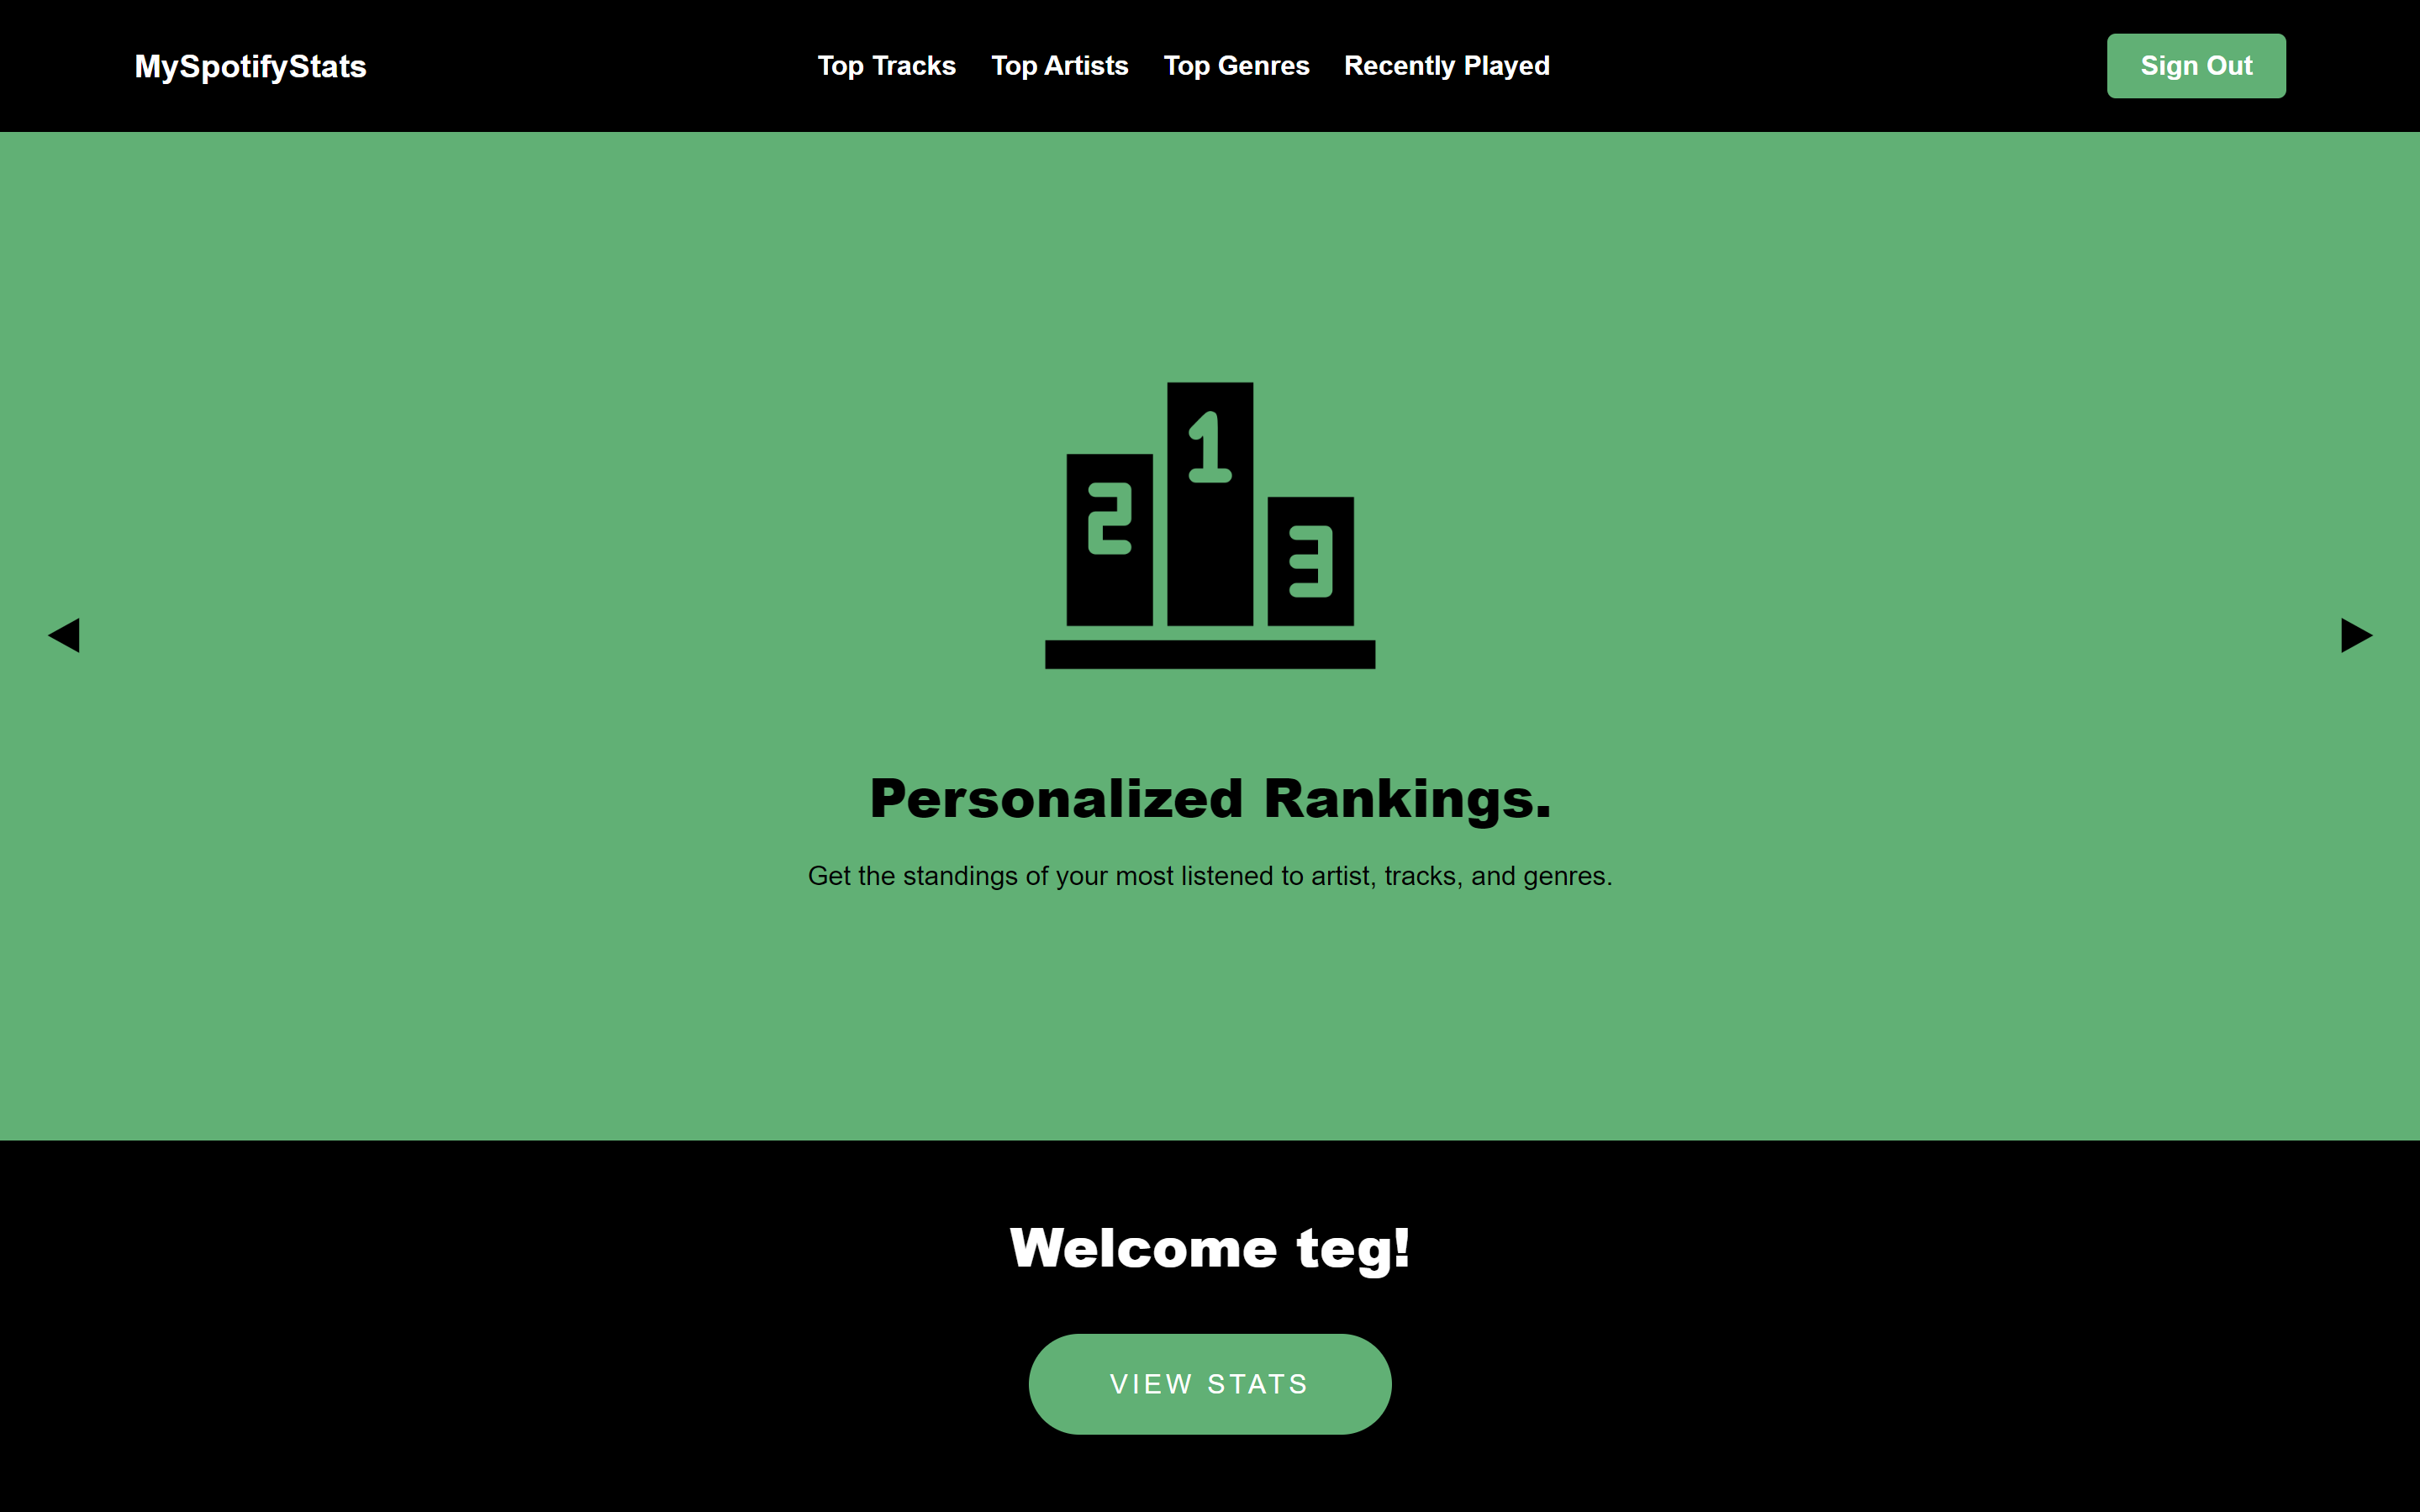 MySpotifyStats
Top Tracks Top Artists Top Genres Recently Played
Sign Out
1
2
3
Personalized Rankings.
Get the standings of your most listened to artist, tracks, and genres.
Welcome teg!
VIEW STATS